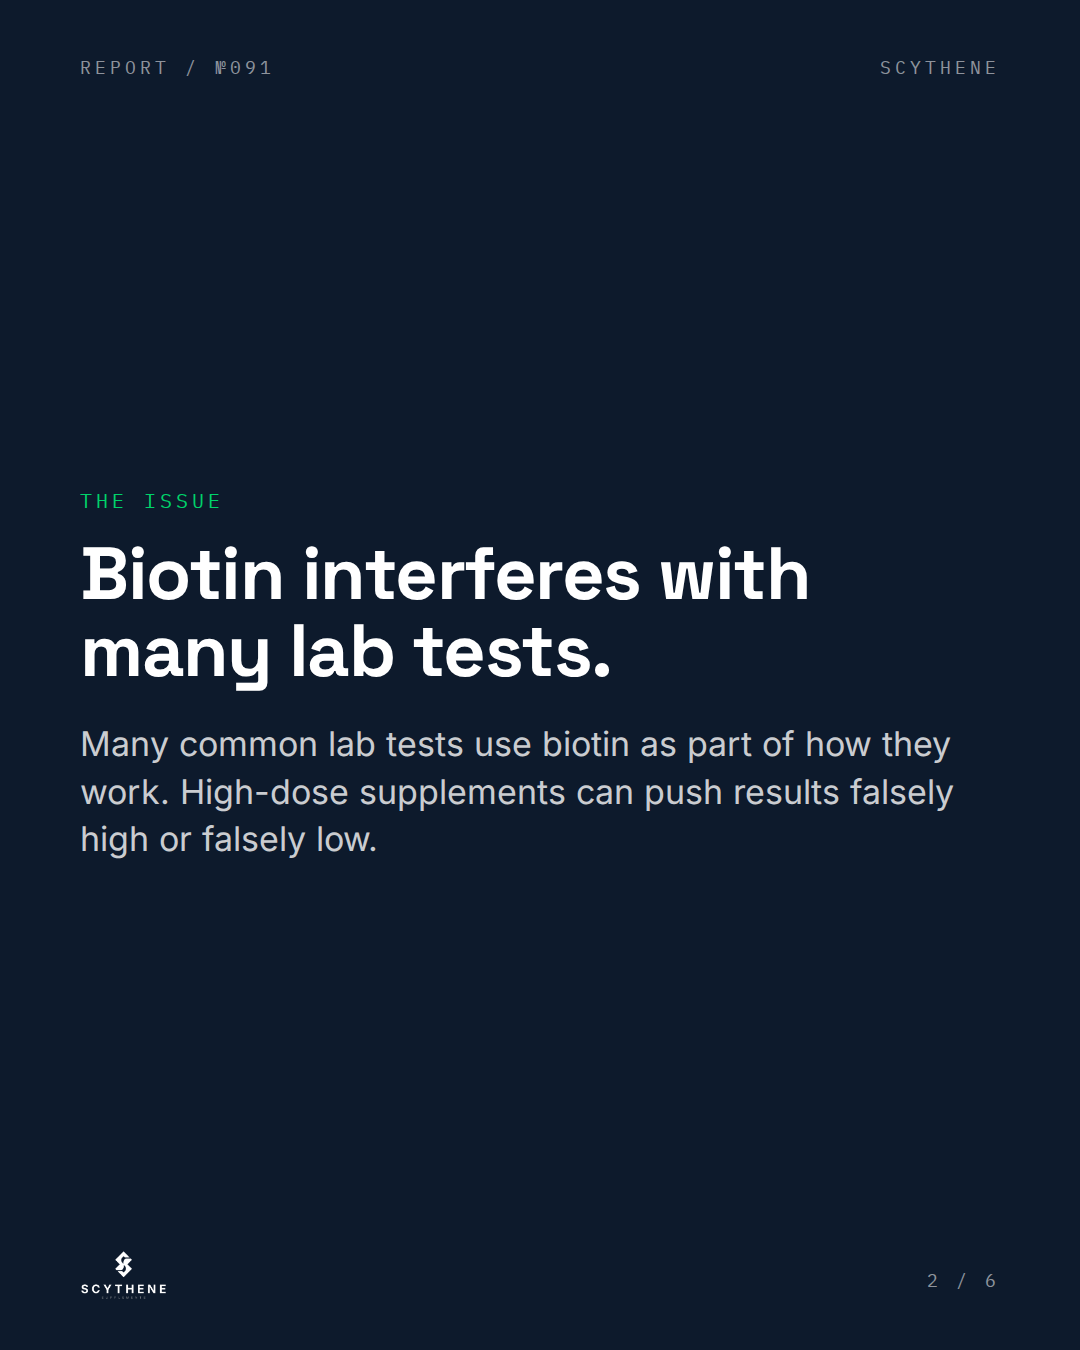 REPORT / №091
SCYTHENE
THE ISSUE
Biotin interferes with
many lab tests.
Many common lab tests use biotin as part of how they
work. High-dose supplements can push results falsely
high or falsely low.
SCYTHENE
2 / 6